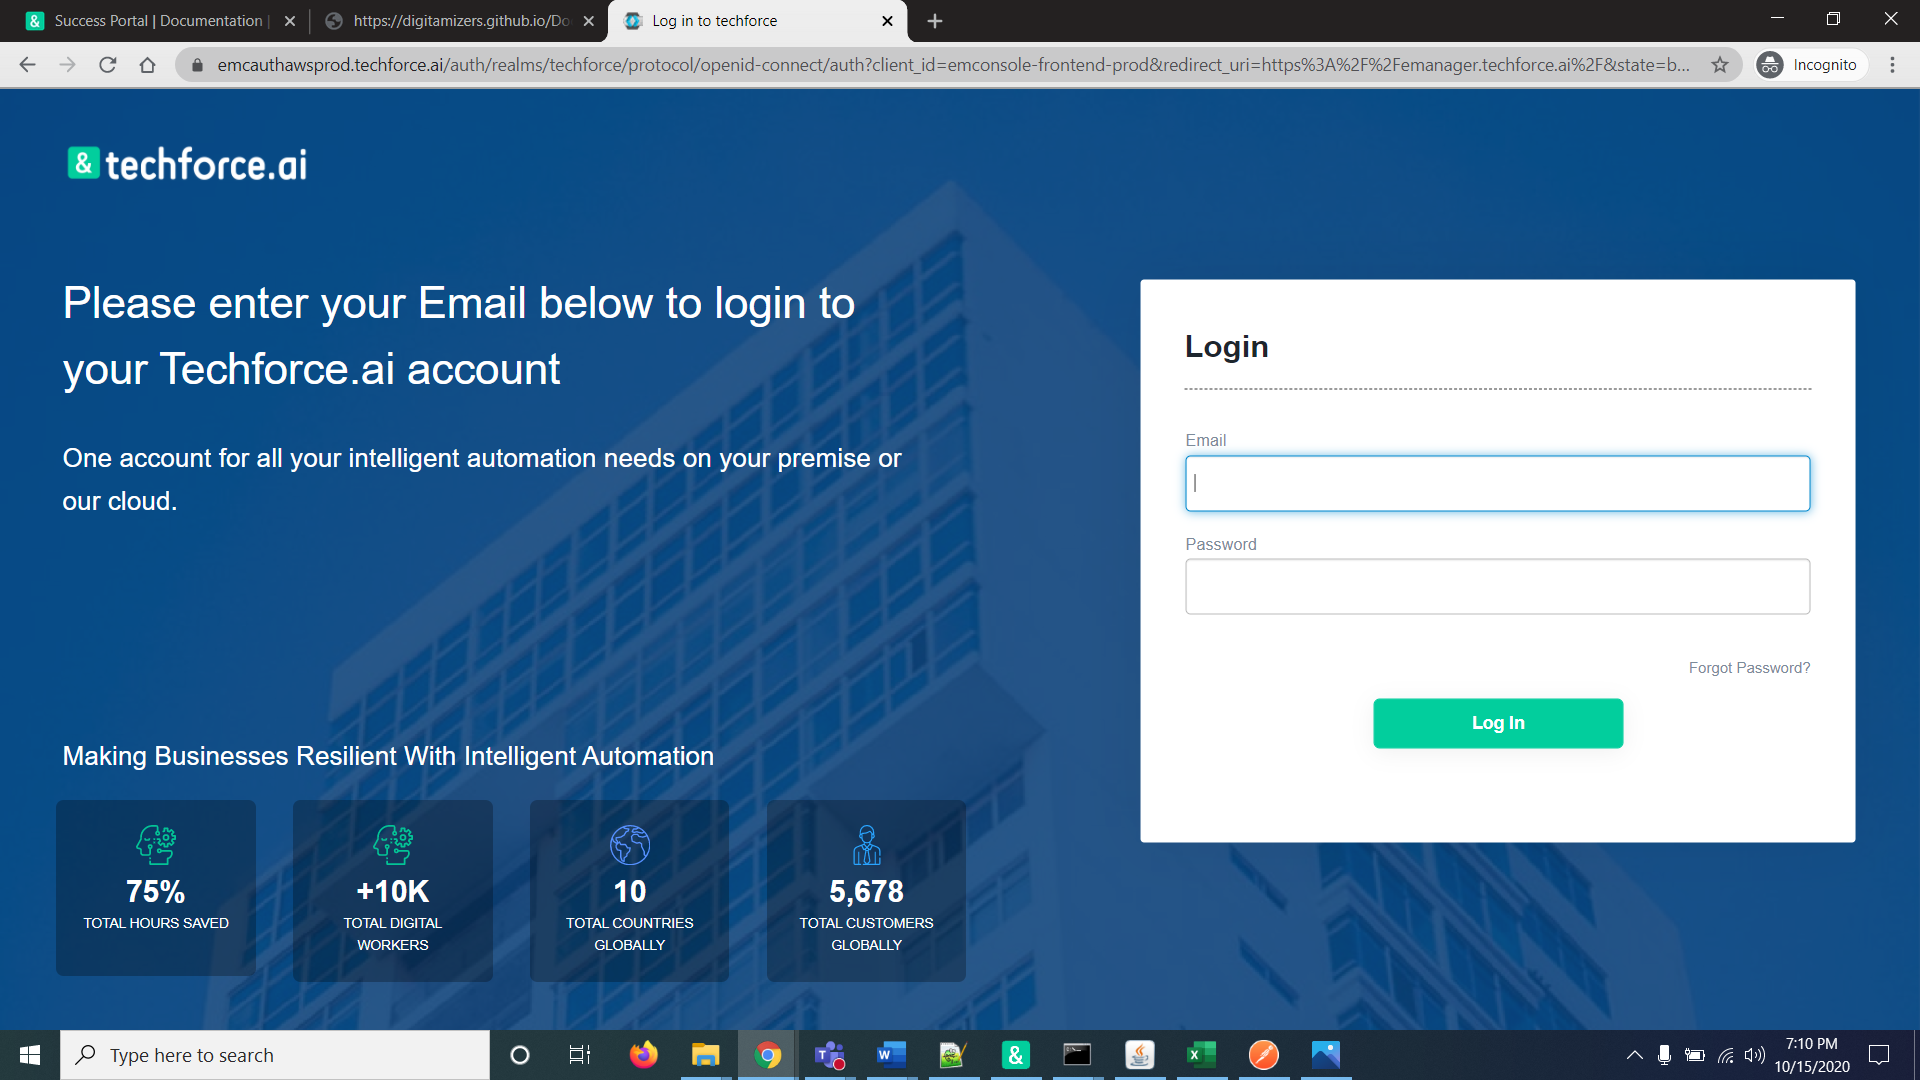 Success Portal | Documentation |
https://digitamizers.github.io/Do
Log in to techforce
emcauthawsprod.techforce.ai/auth/realms/techforce/protocol/openid-connect/auth?client_id=emconsole-frontend-prod&redirect_uri=https%3A%2F%2Femanager.techforce.ai%2F&state=b...
Incognito
& techforce.ai
Please enter your Email below to login to
your Techforce.ai account
One account for all your intelligent automation needs on your premise or
our cloud.
Login
Email
Password
Forgot Password?
Log In
Making Businesses Resilient With Intelligent Automation
75%
TOTAL HOURS SAVED
+10K
TOTAL DIGITAL
WORKERS
10
TOTAL COUNTRIES
GLOBALLY
5,678
TOTAL CUSTOMERS
GLOBALLY
Type here to search
7:10 PM
10/15/2020